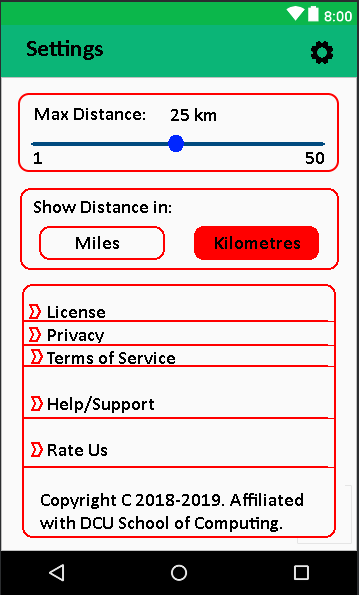 8:00
Settings
Max Distance: 25 km
1 50
Show Distance in:
Miles Kilometres
License
Privacy
Terms of Service
Help/Support
Rate Us
Copyright C 2018-2019. Affiliated
with DCU School of Computing.